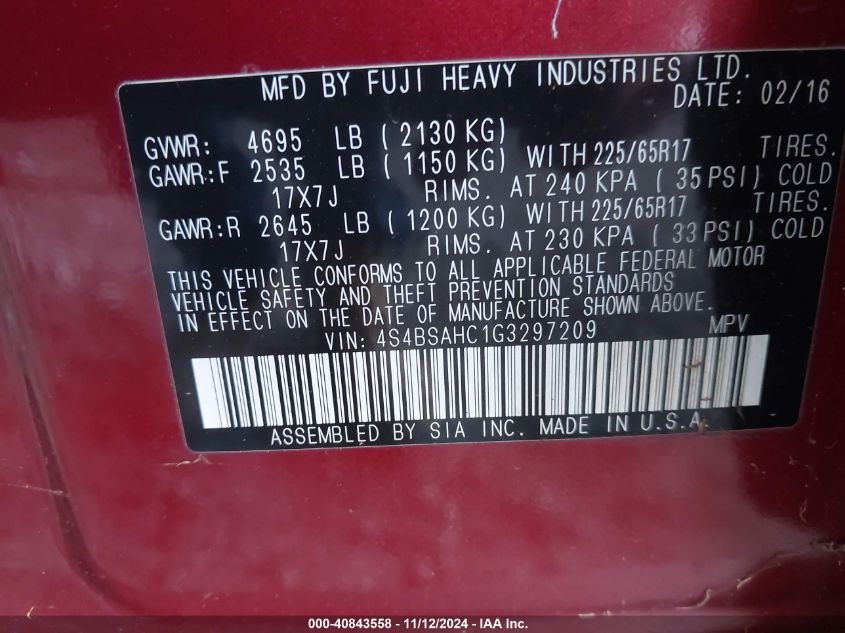 MFD BY FUJI HEAVY INDUSTRIES LTD.
DATE: 02/16
GVWR: 4695 LB ( 2130 KG)
GAWR:F 2535 LB ( 1150 KG) WITH 225/65R17 TIRES.
17X7J RIMS. AT 240 KPA ( 35 PSI) COLD
GAWR:R 2645 LB ( 1200 KG) WITH 225/65R17 TIRES.
17X7J RIMS. AT 230 KPA ( 33 PSI) COLD
THIS VEHICLE CONFORMS TO ALL APPLICABLE FEDERAL MOTOR
VEHICLE SAFETY AND THEFT PREVENTION STANDARDS
IN EFFECT ON THE DATE OF MANUFACTURE SHOWN ABOVE.
VIN: 4S4BSAHC1G3297209 MPV
ASSEMBLED BY SIA INC. MADE IN U.S.A.
000-40843558 - 11/12/2024 - IAA Inc.